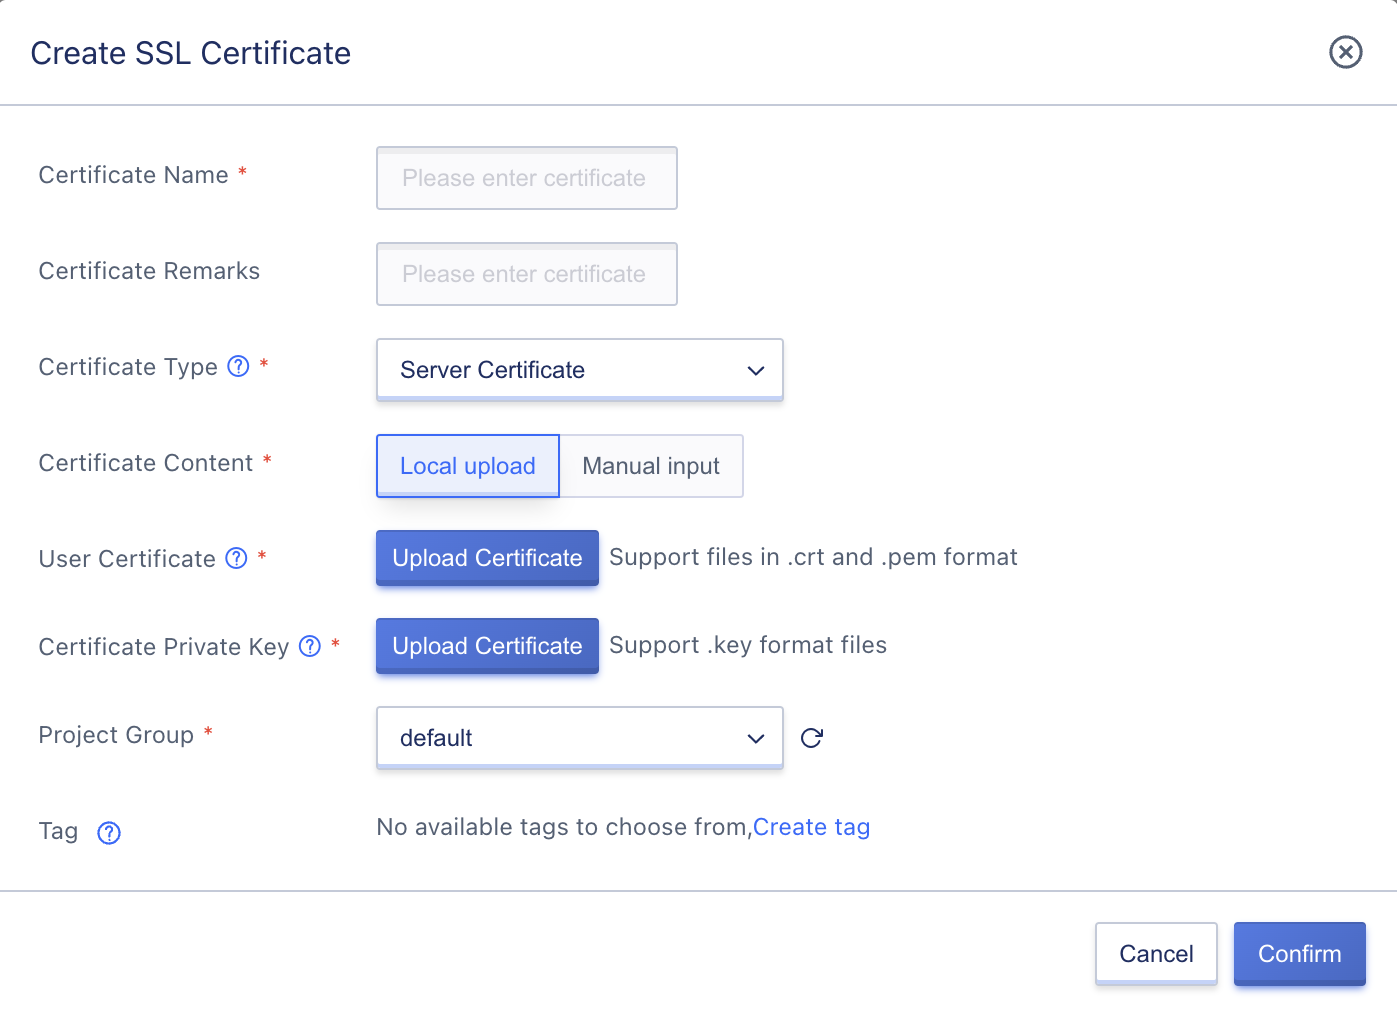 Create SSL Certificate
Certificate Name *
Please enter certificate
Certificate Remarks
Please enter certificate
Certificate Type ? *
Server Certificate
Certificate Content *
Local upload Manual input
User Certificate ? *
Upload Certificate Support files in .crt and .pem format
Certificate Private Key ? *
Upload Certificate Support .key format files
Project Group *
default
Tag ?
No available tags to choose from,Create tag
Cancel Confirm